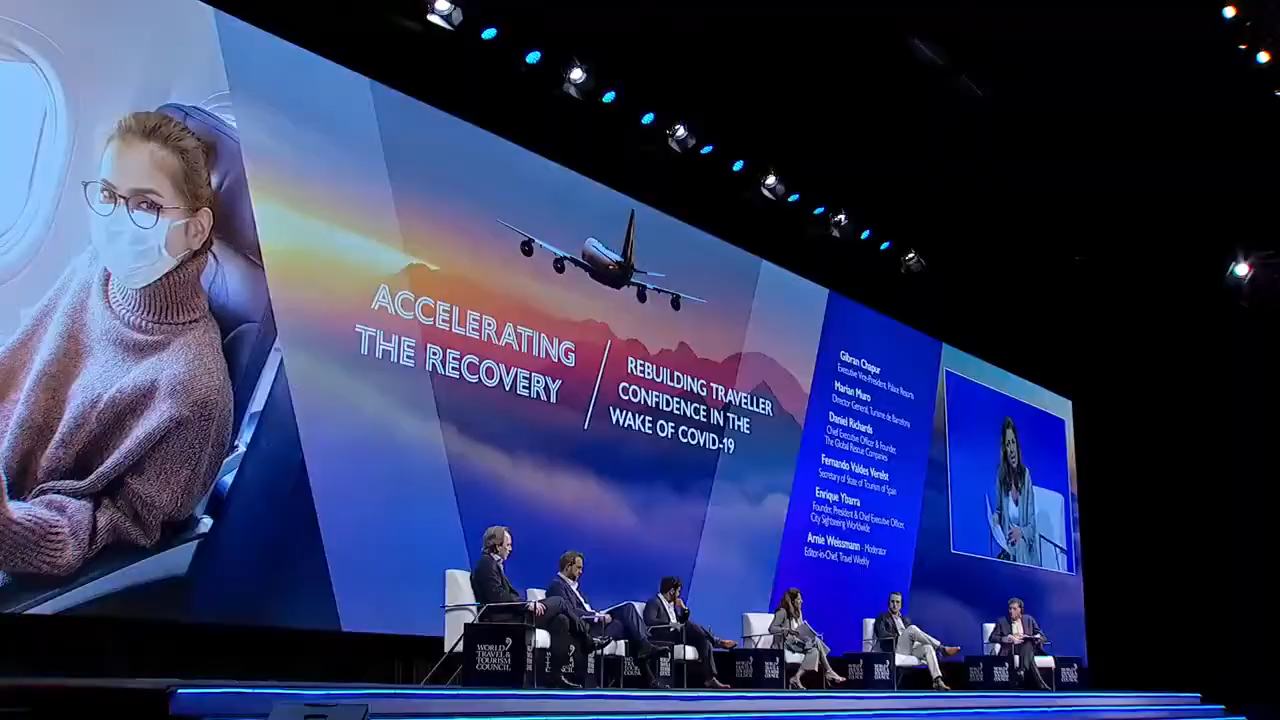 ACCELERATING
THE RECOVERY
REBUILDING TRAVELLER
CONFIDENCE IN THE
WAKE OF COVID-19
Gibran Chapur
Executive Vice-President, Palace Resorts
Marian Muro
Director General, Turisme de Barcelona
Daniel Richards
Chief Executive Officer & Founder,
The Global Rescue Companies
Fernando Valdes Verelst
Secretary of State of Tourism of Spain
Enrique Ybarra
Founder, President & Chief Executive Officer,
City Sightseeing Worldwide
Arnie Weissmann - Moderator
Editor-in-Chief, Travel Weekly
WORLD
TRAVEL &
TOURISM
COUNCIL